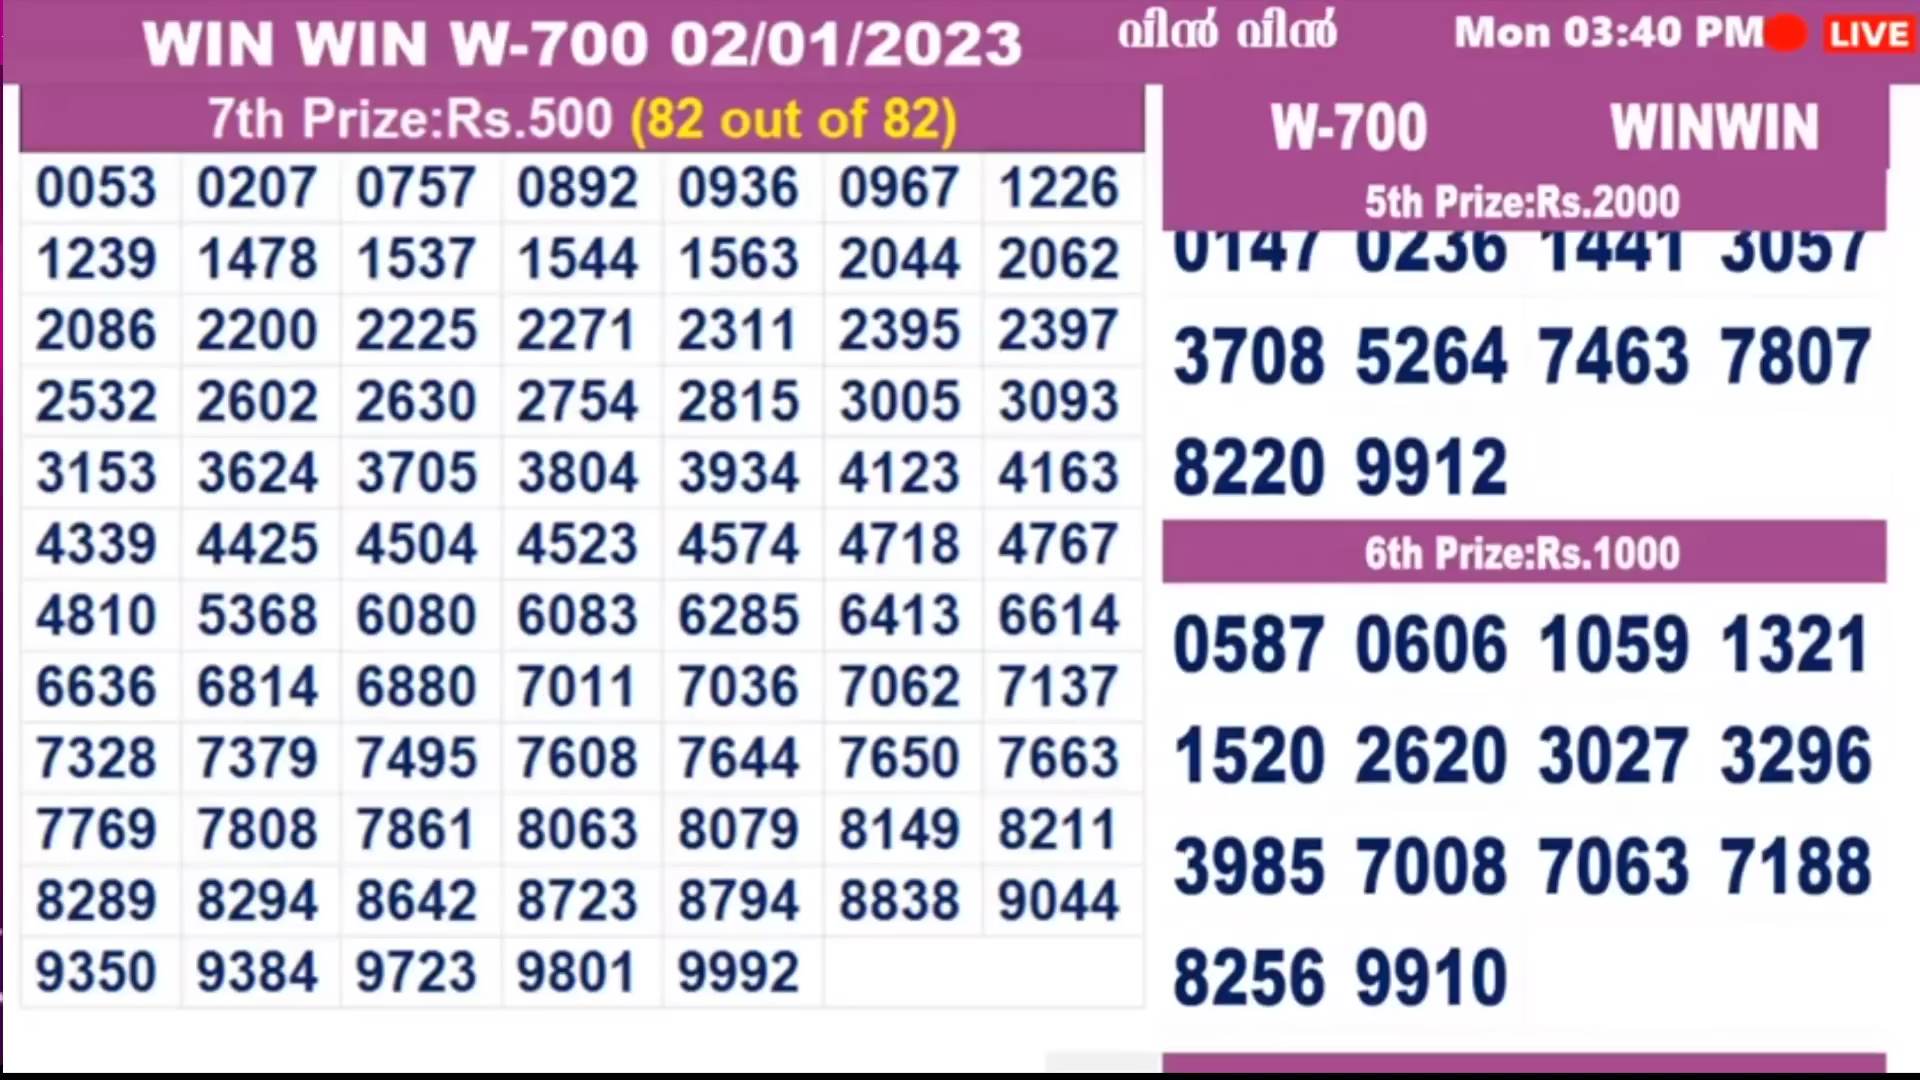 WIN WIN W-700 02/01/2023
വിൻ വിൻ
Mon 03:40 PM
LIVE
7th Prize:Rs.500 (82 out of 82)
0053 0207 0757 0892 0936 0967 1226
1239 1478 1537 1544 1563 2044 2062
2086 2200 2225 2271 2311 2395 2397
2532 2602 2630 2754 2815 3005 3093
3153 3624 3705 3804 3934 4123 4163
4339 4425 4504 4523 4574 4718 4767
4810 5368 6080 6083 6285 6413 6614
6636 6814 6880 7011 7036 7062 7137
7328 7379 7495 7608 7644 7650 7663
7769 7808 7861 8063 8079 8149 8211
8289 8294 8642 8723 8794 8838 9044
9350 9384 9723 9801 9992
W-700 WINWIN
5th Prize:Rs.2000
0147 0236 1441 3057
3708 5264 7463 7807
8220 9912
6th Prize:Rs.1000
0587 0606 1059 1321
1520 2620 3027 3296
3985 7008 7063 7188
8256 9910